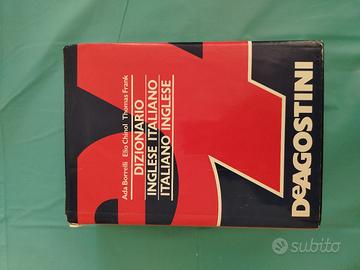 Ada Borrelli Elio Chinol Thomas Frank
DIZIONARIO
INGLESE ITALIANO
ITALIANO INGLESE
DEAGOSTINI
subito